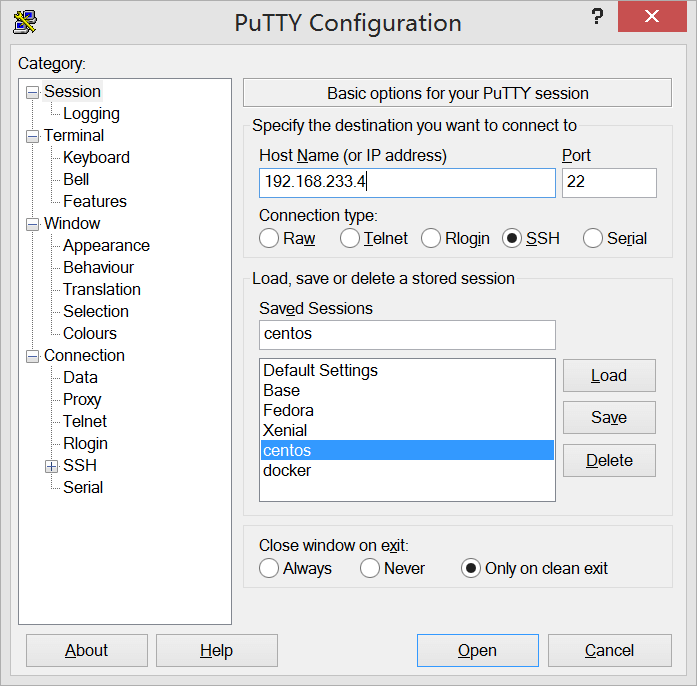 PuTTY Configuration
?
Category:
Session
Logging
Terminal
Keyboard
Bell
Features
Window
Appearance
Behaviour
Translation
Selection
Colours
Connection
Data
Proxy
Telnet
Rlogin
SSH
Serial
Basic options for your PuTTY session
Specify the destination you want to connect to
Host Name (or IP address) Port
192.168.233.4 22
Connection type:
Raw Telnet Rlogin SSH Serial
Load, save or delete a stored session
Saved Sessions
centos
Default Settings
Base
Fedora
Xenial
centos
docker
Load
Save
Delete
Close window on exit:
Always Never Only on clean exit
About Help Open Cancel